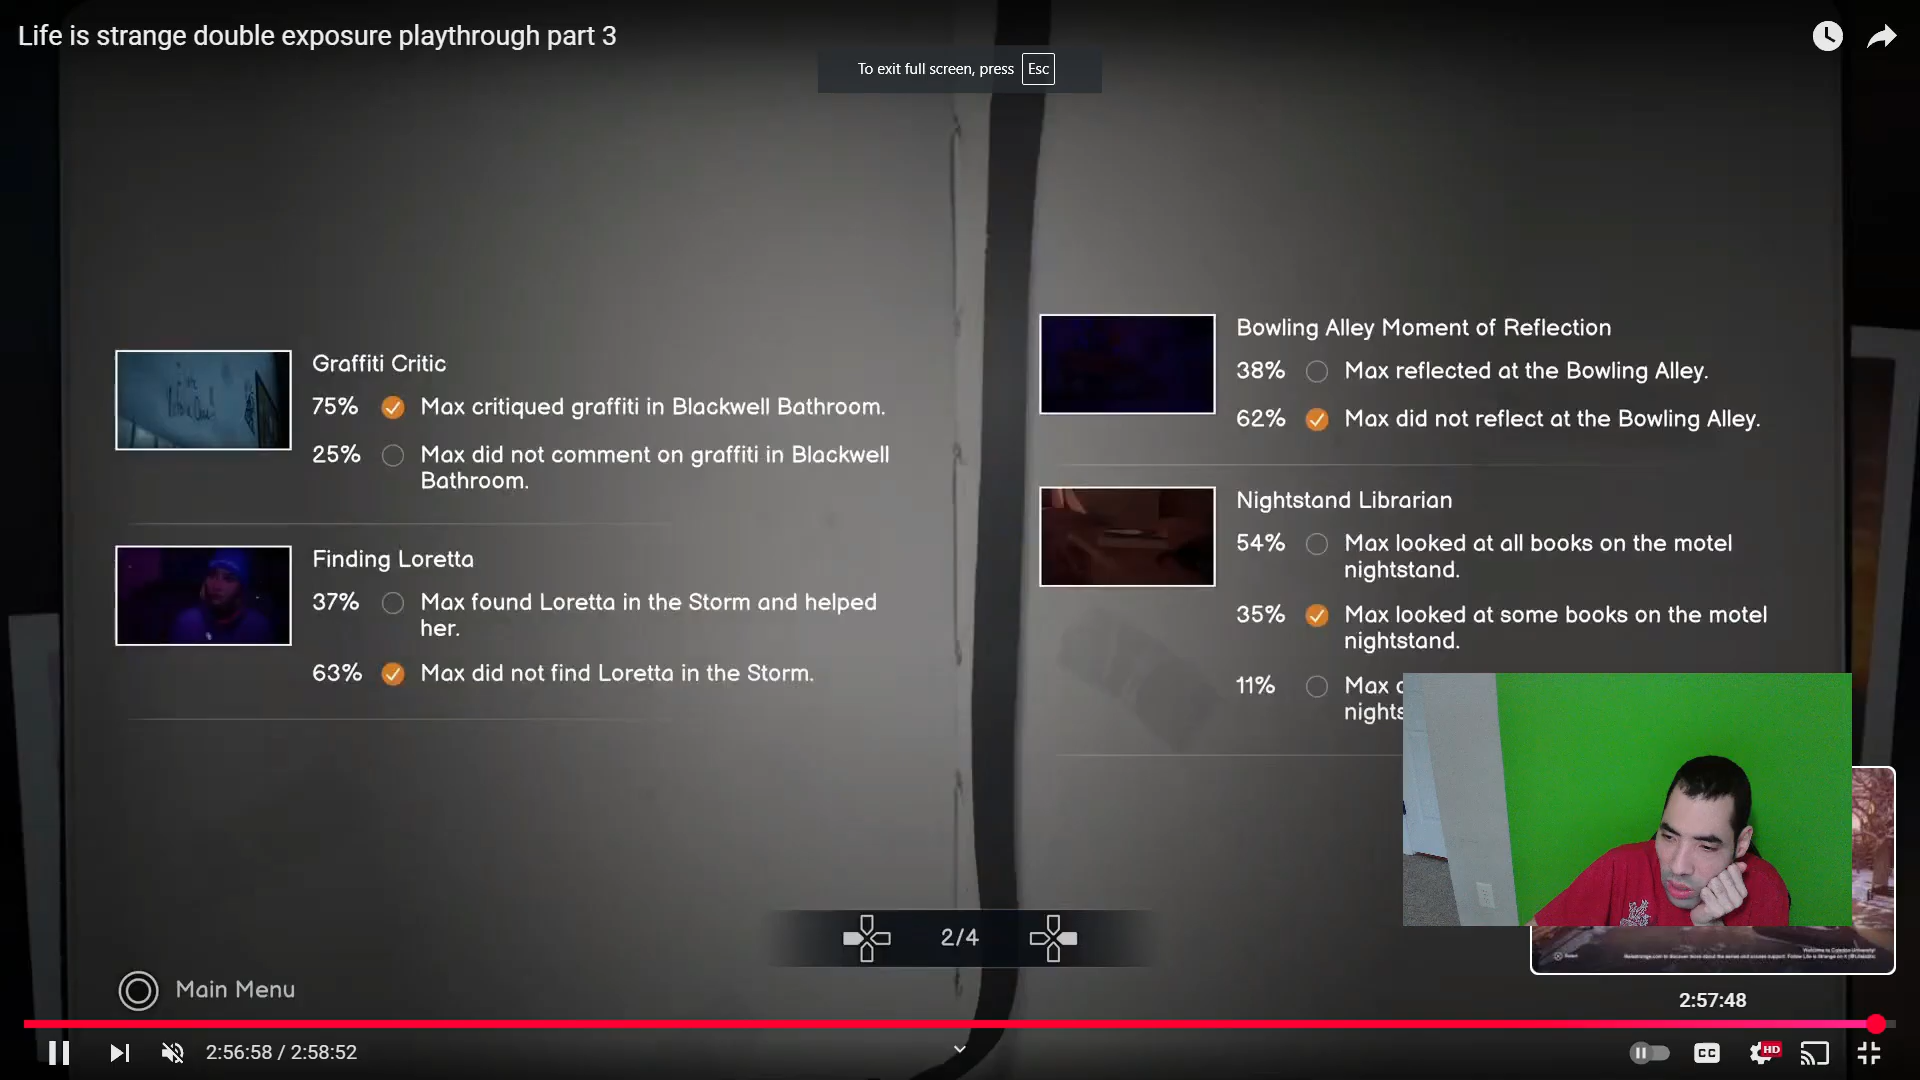 Life is strange double exposure playthrough part 3
To exit full screen, press Esc
Graffiti Critic
75% Max critiqued graffiti in Blackwell Bathroom.
25% Max did not comment on graffiti in Blackwell
Bathroom.
Finding Loretta
37% Max found Loretta in the Storm and helped
her.
63% Max did not find Loretta in the Storm.
Bowling Alley Moment of Reflection
38% Max reflected at the Bowling Alley.
62% Max did not reflect at the Bowling Alley.
Nightstand Librarian
54% Max looked at all books on the motel
nightstand.
35% Max looked at some books on the motel
nightstand.
11% Max
2/4
Main Menu
2:57:48
2:56:58 / 2:58:52
CC
HD